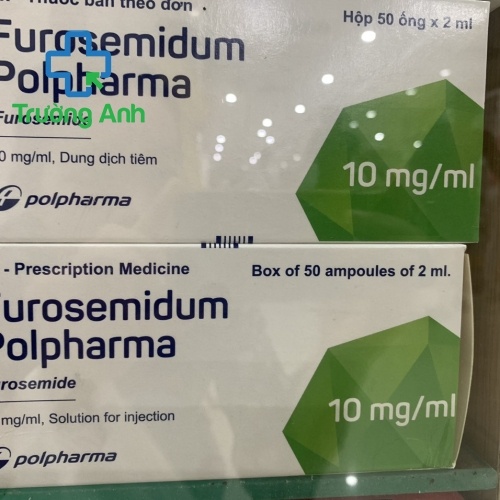 - Thuốc bán theo đơn
Hộp 50 ống x 2 ml
Furosemidum
Polpharma
Trường Anh
Furosemide
0 mg/ml, Dung dịch tiêm
10 mg/ml
polpharma
- Prescription Medicine
Box of 50 ampoules of 2 ml.
urosemidum
Polpharma
rosemide
mg/ml, Solution for injection
10 mg/ml
polpharma